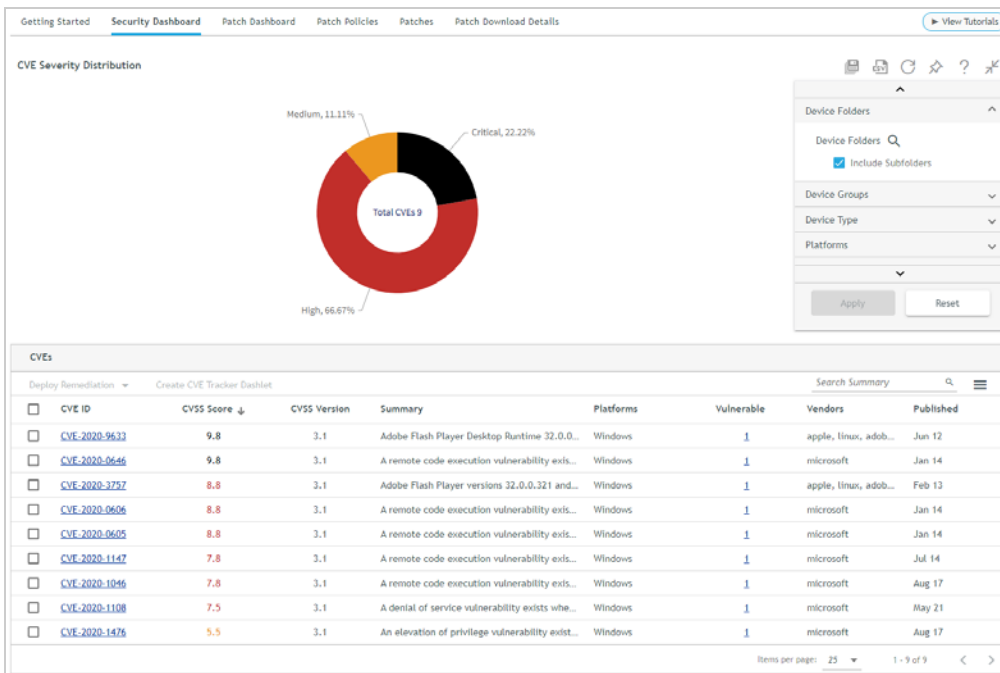 Getting Started Security Dashboard Patch Dashboard Patch Policies Patches Patch Download Details View Tutorials
CVE Severity Distribution
CSV ?
Medium, 11.11%
Critical, 22.22%
Total CVEs 9
High, 66.67%
Device Folders
Device Folders
Include Subfolders
Device Groups
Device Type
Platforms
Apply Reset
CVEs
Deploy Remediation Create CVE Tracker Dashlet Search Summary
CVE ID CVSS Score ↓ CVSS Version Summary Platforms Vulnerable Vendors Published
CVE-2020-9633 9.8 3.1 Adobe Flash Player Desktop Runtime 32.0.0... Windows 1 apple, linux, adob... Jun 12
CVE-2020-0646 9.8 3.1 A remote code execution vulnerability exis... Windows 1 microsoft Jan 14
CVE-2020-3757 8.8 3.1 Adobe Flash Player versions 32.0.0.321 and... Windows 1 apple, linux, adob... Feb 13
CVE-2020-0606 8.8 3.1 A remote code execution vulnerability exis... Windows 1 microsoft Jan 14
CVE-2020-0605 8.8 3.1 A remote code execution vulnerability exis... Windows 1 microsoft Jan 14
CVE-2020-1147 7.8 3.1 A remote code execution vulnerability exis... Windows 1 microsoft Jul 14
CVE-2020-1046 7.8 3.1 A remote code execution vulnerability exis... Windows 1 microsoft Aug 17
CVE-2020-1108 7.5 3.1 A denial of service vulnerability exists whe... Windows 1 microsoft May 21
CVE-2020-1476 5.5 3.1 An elevation of privilege vulnerability exist... Windows 1 microsoft Aug 17
Items per page: 25 1 - 9 of 9